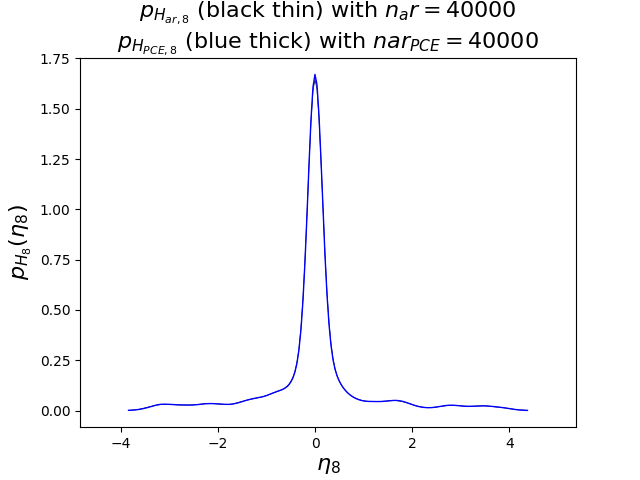 p_{H_{ar,8}} (black thin) with n_ar = 40000
p_{H_{PCE,8}} (blue thick) with nar_{PCE} = 40000
1.75
1.50
1.25
1.00
0.75
0.50
0.25
0.00
p_{H_8}(η_8)
−4 −2 0 2 4
η_8